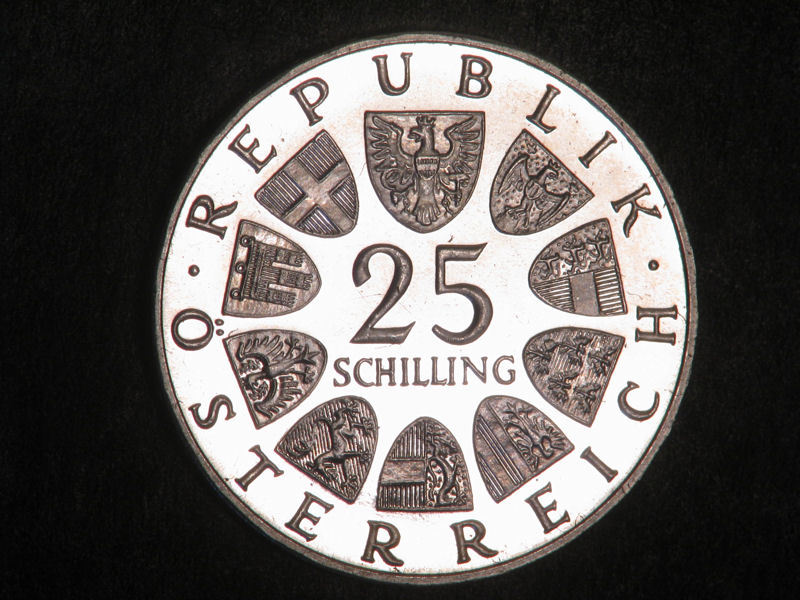 REPUBLIK
25
SCHILLING
· ÖSTERREICH ·